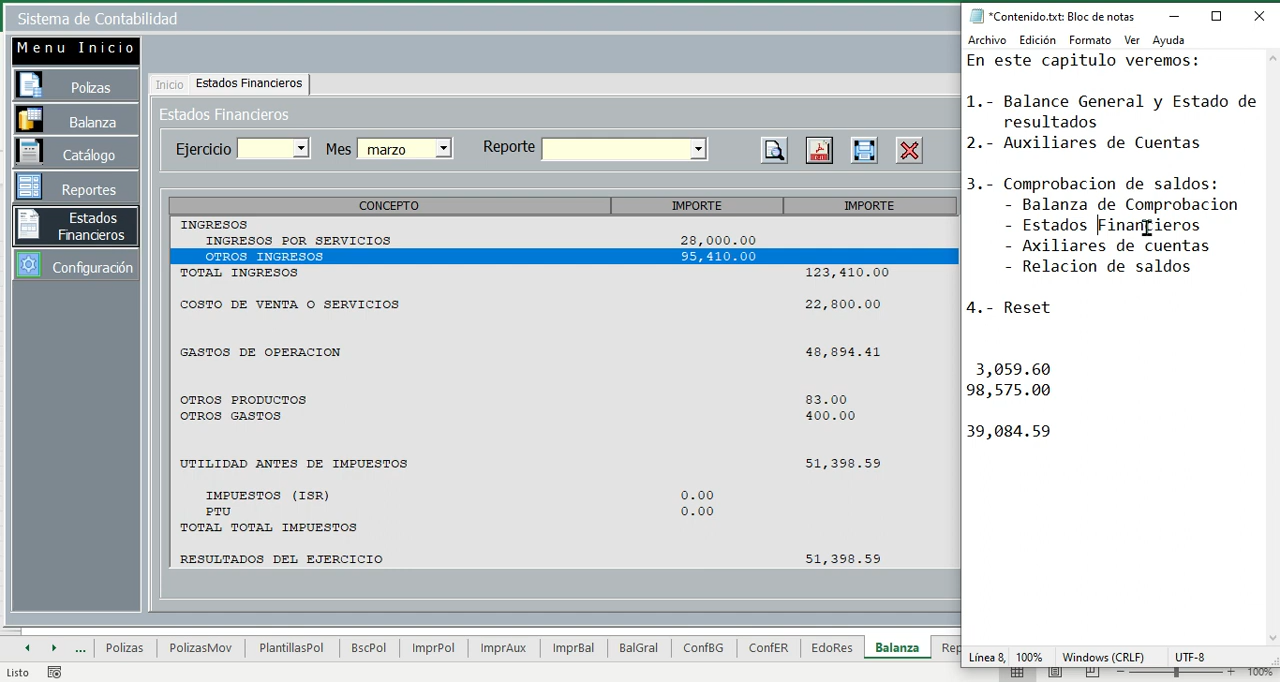 Sistema de Contabilidad
Menu Inicio
Polizas
Balanza
Catálogo
Reportes
Estados
Financieros
Configuración
Inicio
Estados Financieros
Estados Financieros
Ejercicio
Mes marzo
Reporte
CONCEPTO IMPORTE IMPORTE
INGRESOS
INGRESOS POR SERVICIOS 28,000.00
OTROS INGRESOS 95,410.00
TOTAL INGRESOS 123,410.00
COSTO DE VENTA O SERVICIOS 22,800.00
GASTOS DE OPERACION 48,894.41
OTROS PRODUCTOS 83.00
OTROS GASTOS 400.00
UTILIDAD ANTES DE IMPUESTOS 51,398.59
IMPUESTOS (ISR) 0.00
PTU 0.00
TOTAL TOTAL IMPUESTOS
RESULTADOS DEL EJERCICIO 51,398.59
... Polizas PolizasMov PlantillasPol BscPol ImprPol ImprAux ImprBal BalGral ConfBG ConfER EdoRes Balanza Rep
Listo
100%
*Contenido.txt: Bloc de notas
Archivo Edición Formato Ver Ayuda
En este capitulo veremos:
1.- Balance General y Estado de
resultados
2.- Auxiliares de Cuentas
3.- Comprobacion de saldos:
- Balanza de Comprobacion
- Estados Financieros
- Axiliares de cuentas
- Relacion de saldos
4.- Reset
3,059.60
98,575.00
39,084.59
Línea 8, 100% Windows (CRLF) UTF-8